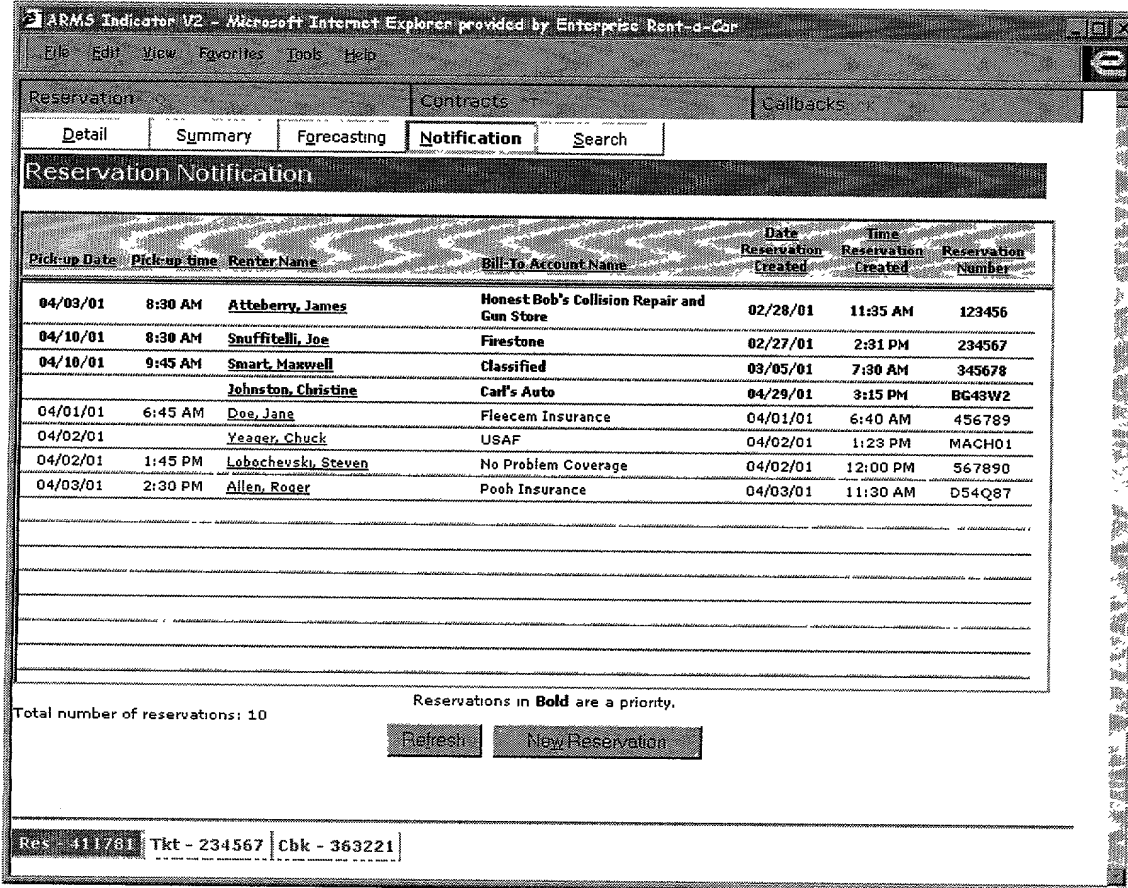 ARMS Indicator V2 - Microsoft Internet Explorer provided by Enterprise Rent-a-Car
File Edit View Favorites Tools Help
Reservation Contracts Callbacks
Detail Summary Forecasting Notification Search
Reservation Notification
Pick-up Date Pick-up time Renter Name Bill-To Account Name Date Reservation Created Time Reservation Created Reservation Number
04/03/01 8:30 AM Atteberry, James Honest Bob's Collision Repair and Gun Store 02/28/01 11:35 AM 123456
04/10/01 8:30 AM Snuffitelli, Joe Firestone 02/27/01 2:31 PM 234567
04/10/01 9:45 AM Smart, Maxwell Classified 03/05/01 7:30 AM 345678
Johnston, Christine Carl's Auto 04/29/01 3:15 PM BG43W2
04/01/01 6:45 AM Doe, Jane Fleecem Insurance 04/01/01 6:40 AM 456789
04/02/01 Yeager, Chuck USAF 04/02/01 1:23 PM MACH01
04/02/01 1:45 PM Lobochevski, Steven No Problem Coverage 04/02/01 12:00 PM 567890
04/03/01 2:30 PM Allen, Roger Pooh Insurance 04/03/01 11:30 AM D54Q87
Reservations in Bold are a priority.
Total number of reservations: 10
Refresh New Reservation
Res - 411781 Tkt - 234567 Cbk - 363221